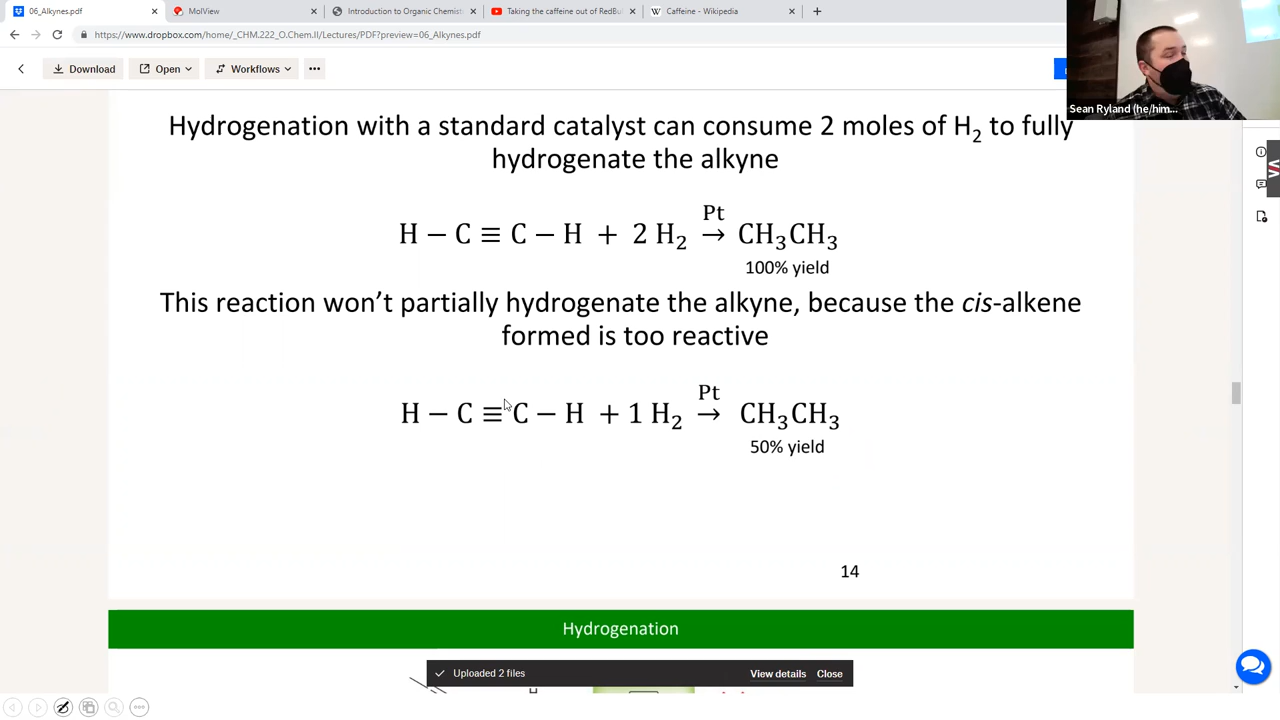 06_Alkynes.pdf
MolView
Introduction to Organic Chemist
Taking the caffeine out of RedBu
Caffeine - Wikipedia
https://www.dropbox.com/home/_CHM.222_O.Chem.II/Lectures/PDF?preview=06_Alkynes.pdf
Download
Open
Workflows
Sean Ryland (he/him...
Hydrogenation with a standard catalyst can consume 2 moles of H₂ to fully
hydrogenate the alkyne
H − C ≡ C − H + 2 H₂ Pt → CH₃CH₃
100% yield
This reaction won't partially hydrogenate the alkyne, because the cis-alkene
formed is too reactive
H − C ≡ C − H + 1 H₂ Pt → CH₃CH₃
50% yield
14
Hydrogenation
Uploaded 2 files
View details
Close